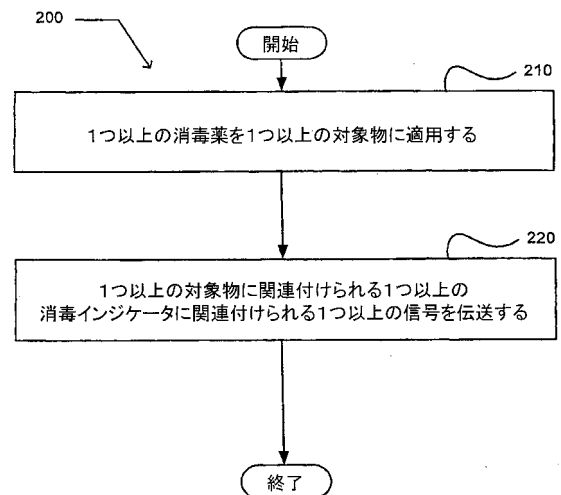 200
開始
210
1つ以上の消毒薬を1つ以上の対象物に適用する
220
1つ以上の対象物に関連付けられる1つ以上の
消毒インジケータに関連付けられる1つ以上の信号を伝送する
終了